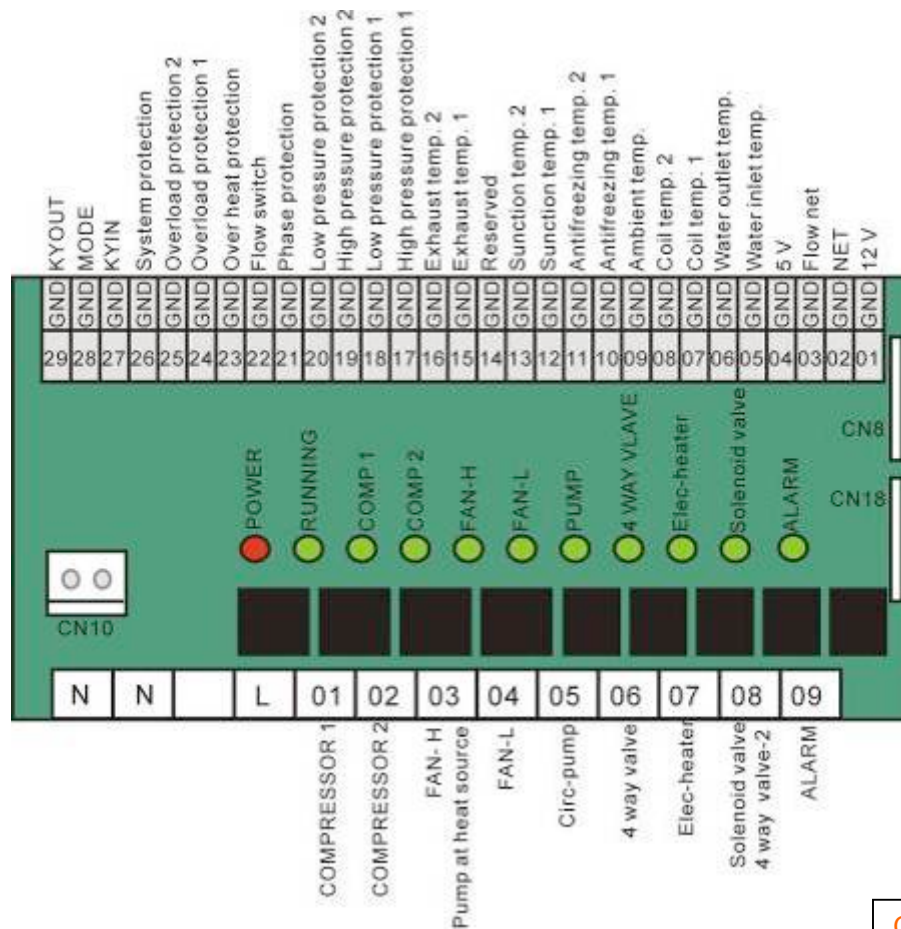 KYOUT
MODE
KYIN
System protection
Overload protection 2
Overload protection 1
Over heat protection
Flow switch
Phase protection
Low pressure protection 2
High pressure protection 2
Low pressure protection 1
High pressure protection 1
Exhaust temp. 2
Exhaust temp. 1
Reserved
Sunction temp. 2
Sunction temp. 1
Antifreezing temp. 2
Antifreezing temp. 1
Ambient temp.
Coil temp. 2
Coil temp. 1
Water outlet temp.
Water inlet temp.
5 V
Flow net
NET
12 V
GND GND GND GND GND GND GND GND GND GND GND GND GND GND GND GND GND GND GND GND GND GND GND GND GND GND GND GND GND
29 28 27 26 25 24 23 22 21 20 19 18 17 16 15 14 13 12 11 10 09 08 07 06 05 04 03 02 01
CN8
CN18
POWER
RUNNING
COMP 1
COMP 2
FAN-H
FAN-L
PUMP
4 WAY VLAVE
Elec-heater
Solenoid valve
ALARM
CN10
N N L 01 02 03 04 05 06 07 08 09
COMPRESSOR 1
COMPRESSOR 2
FAN- H
Pump at heat source
FAN-L
Circ-pump
4 way valve
Elec-heater
Solenoid valve
4 way valve-2
ALARM